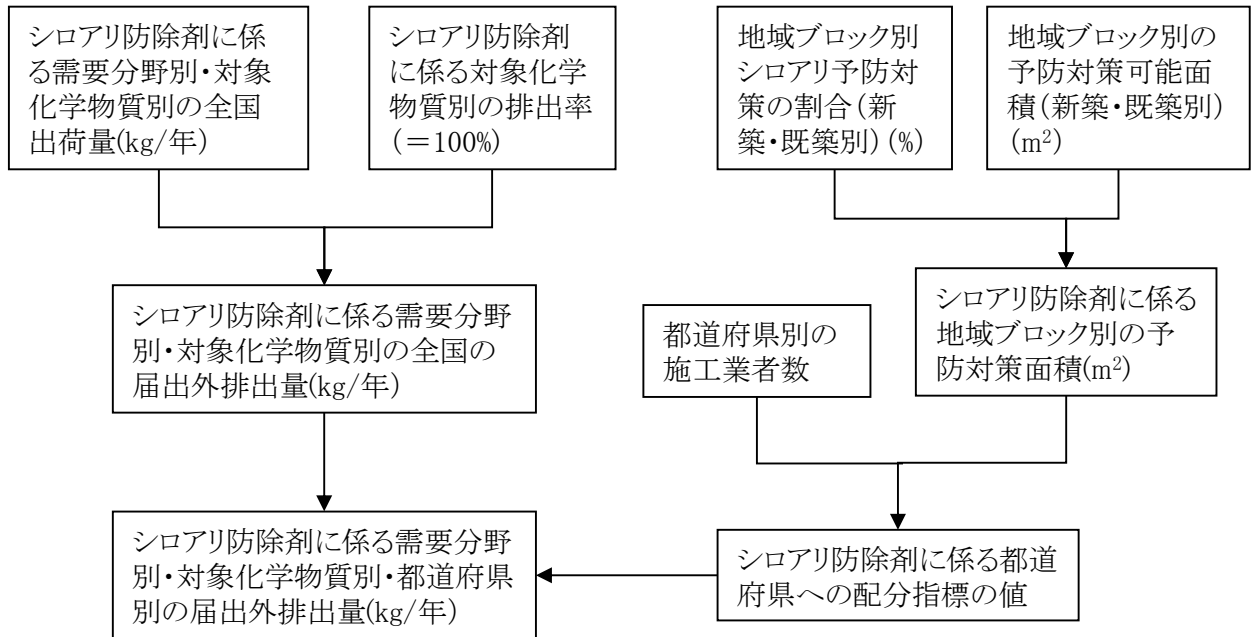 シロアリ防除剤に係
る需要分野別・対象
化学物質別の全国
出荷量(kg/年)
シロアリ防除剤
に係る対象化学
物質別の排出率
(=100%)
地域ブロック別
シロアリ予防対
策の割合(新
築・既築別)(%)
地域ブロック別の
予防対策可能面
積(新築・既築別)
(m²)
シロアリ防除剤に係る需要分野
別・対象化学物質別の全国の
届出外排出量(kg/年)
都道府県別の
施工業者数
シロアリ防除剤に係る
地域ブロック別の予
防対策面積(m²)
シロアリ防除剤に係る需要分野
別・対象化学物質別・都道府県
別の届出外排出量(kg/年)
シロアリ防除剤に係る都道
府県への配分指標の値